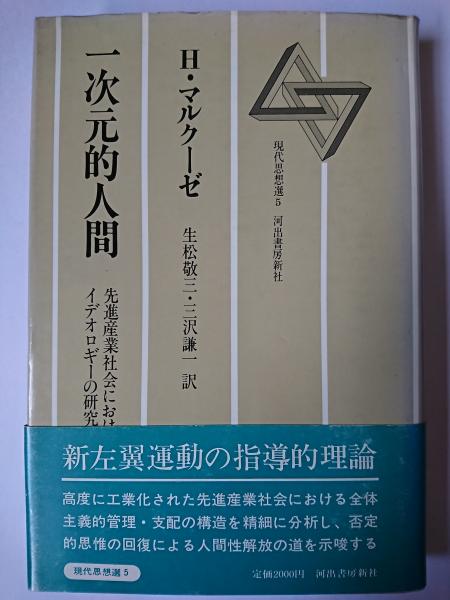 現代思想選5 河出書房新社
H・マルクーゼ
生松敬三・三沢謙一 訳
一次元的人間
先進産業社会におけ
イデオロギーの研究
新左翼運動の指導的理論
高度に工業化された先進産業社会における全体
主義的管理・支配の構造を精細に分析し、否定
的思惟の回復による人間性解放の道を示唆する
現代思想選5
定価2000円 河出書房新社